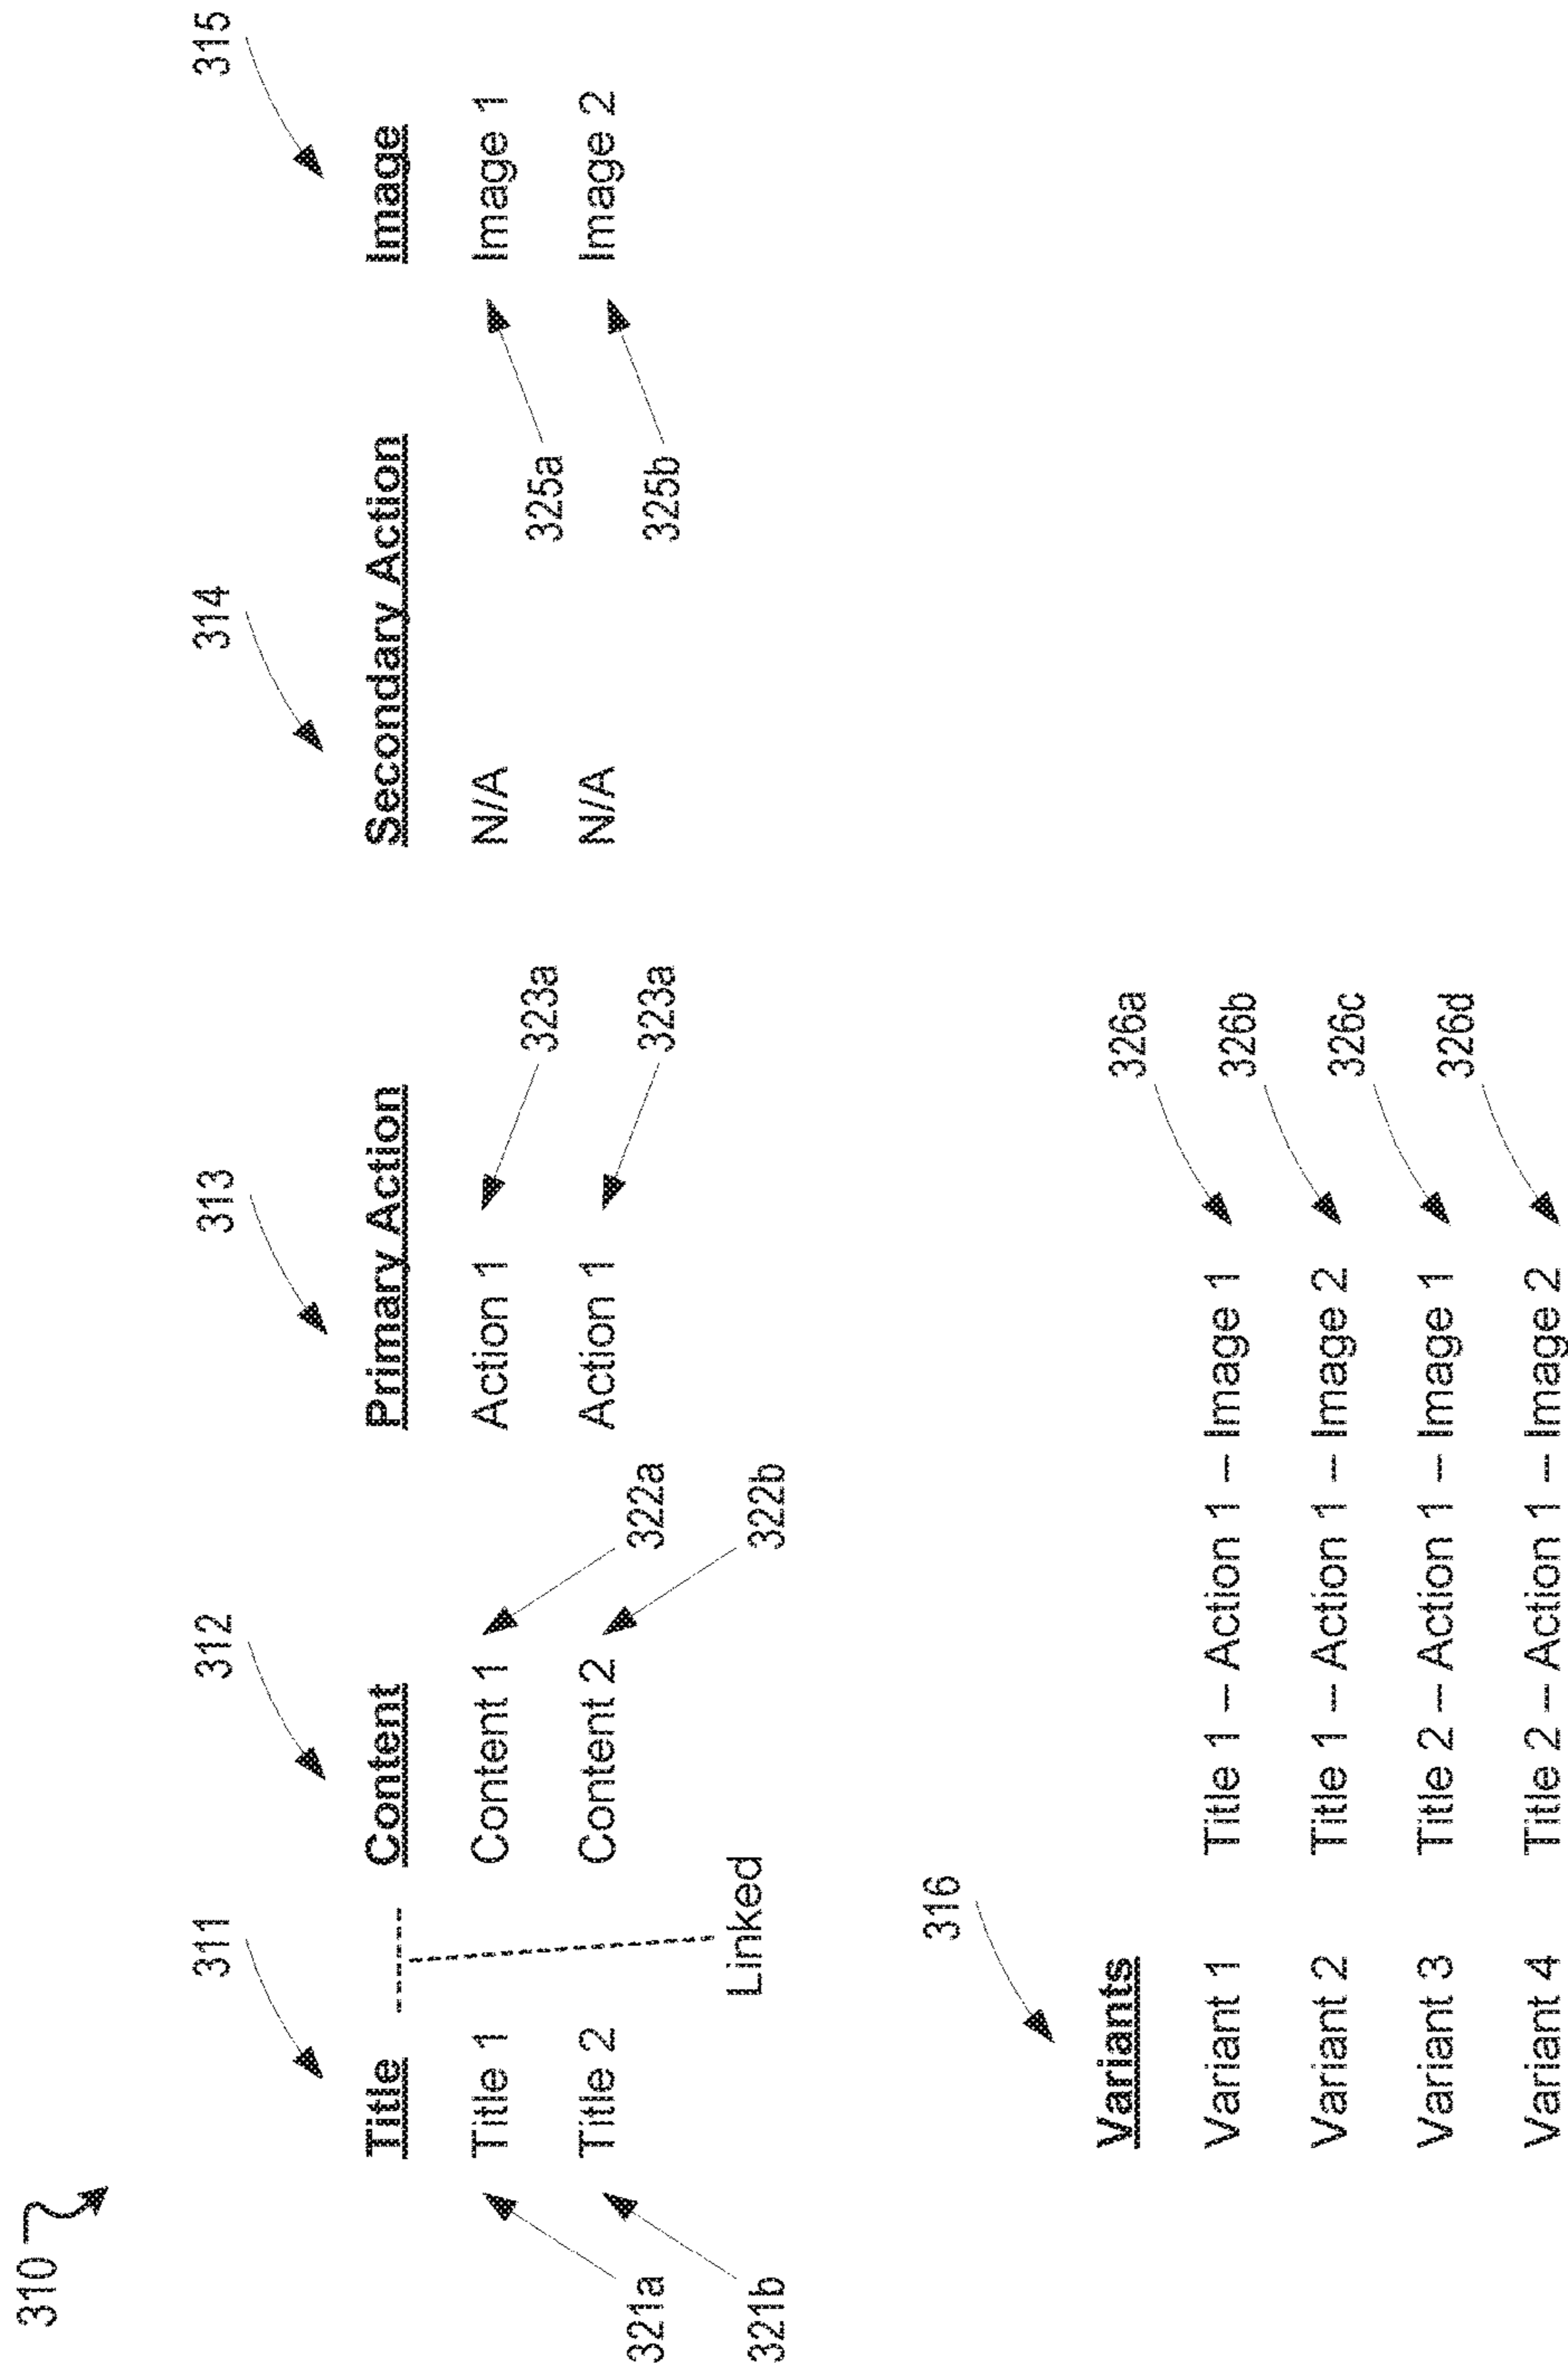 310
311 312 313 314 315
Title Content Primary Action Secondary Action Image
Title 1 Content 1 Action 1 N/A Image 1
Title 2 Content 2 Action 1 N/A Image 2
321a 322a 323a 325a
321b 322b 323a 325b
Linked
316
Variants
326a
Variant 1 Title 1 – Action 1 – Image 1
326b
Variant 2 Title 1 – Action 1 – Image 2
326c
Variant 3 Title 2 – Action 1 – Image 1
326d
Variant 4 Title 2 – Action 1 – Image 2